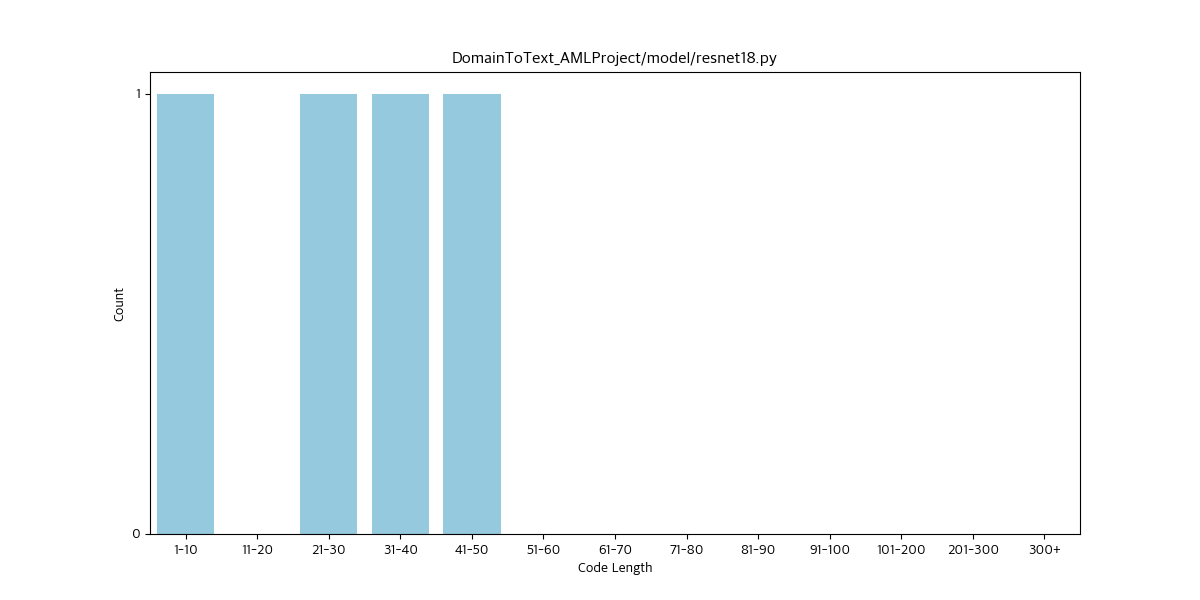 DomainToText_AMLProject/model/resnet18.py
1
Count
0
1-10 11-20 21-30 31-40 41-50 51-60 61-70 71-80 81-90 91-100 101-200 201-300 300+
Code Length